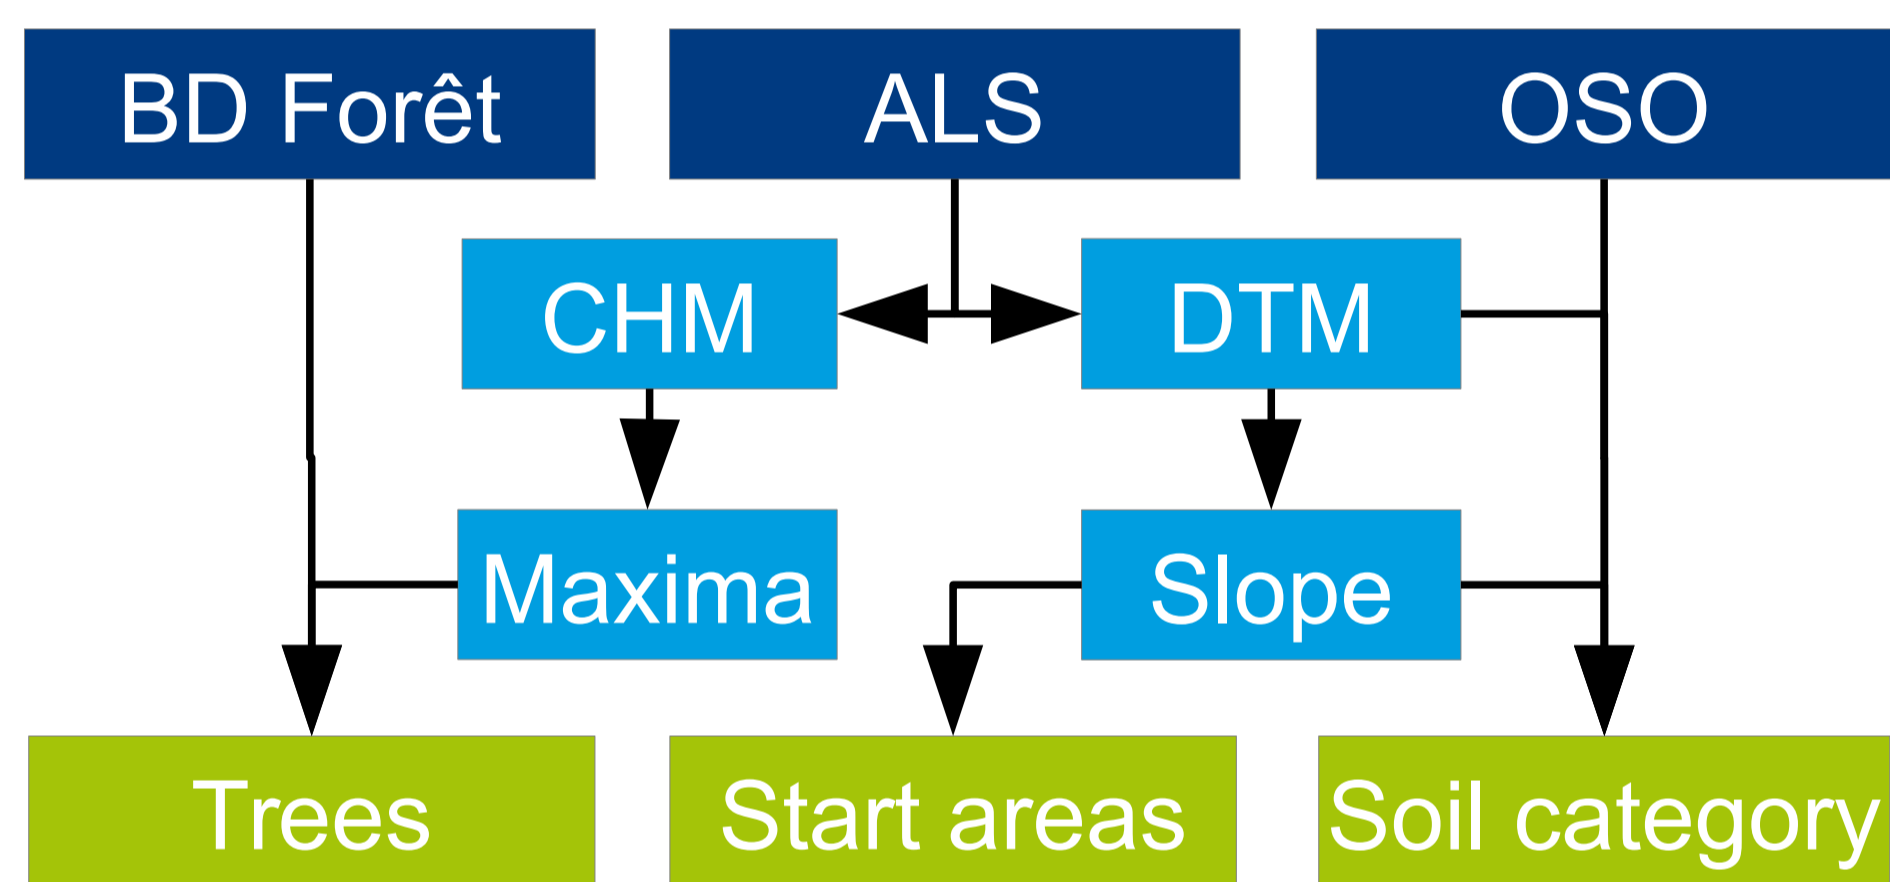 BD Forêt
ALS
OSO
CHM
DTM
Maxima
Slope
Trees
Start areas
Soil category